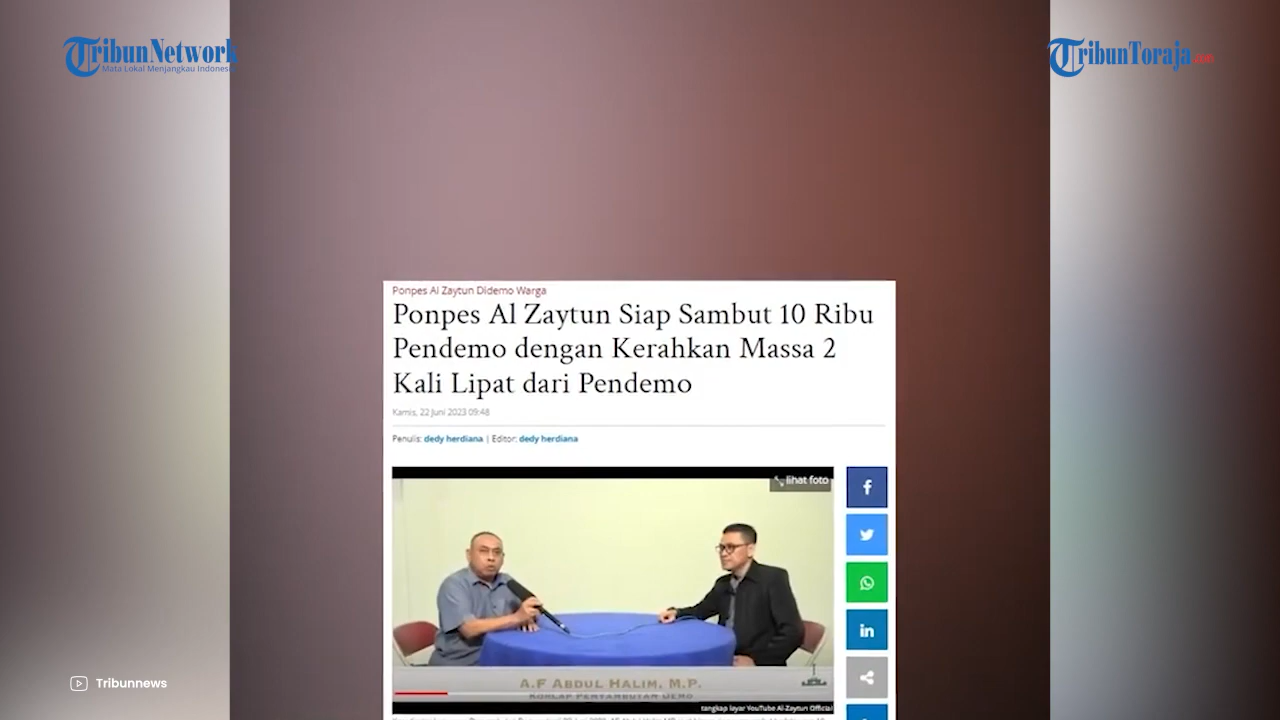 TribunNetwork
Mata Lokal Menjangkau Indonesia
TribunToraja.com
Ponpes Al Zaytun Didemo Warga
Ponpes Al Zaytun Siap Sambut 10 Ribu
Pendemo dengan Kerahkan Massa 2
Kali Lipat dari Pendemo
Kamis, 22 Juni 2023 09:48
Penulis: dedy herdiana | Editor: dedy herdiana
lihat foto
A.F Abdul Halim, M.P.
KORLAP PENYAMBUTAN DEMO
tangkap layar YouTube Al-Zaytun Official
Tribunnews